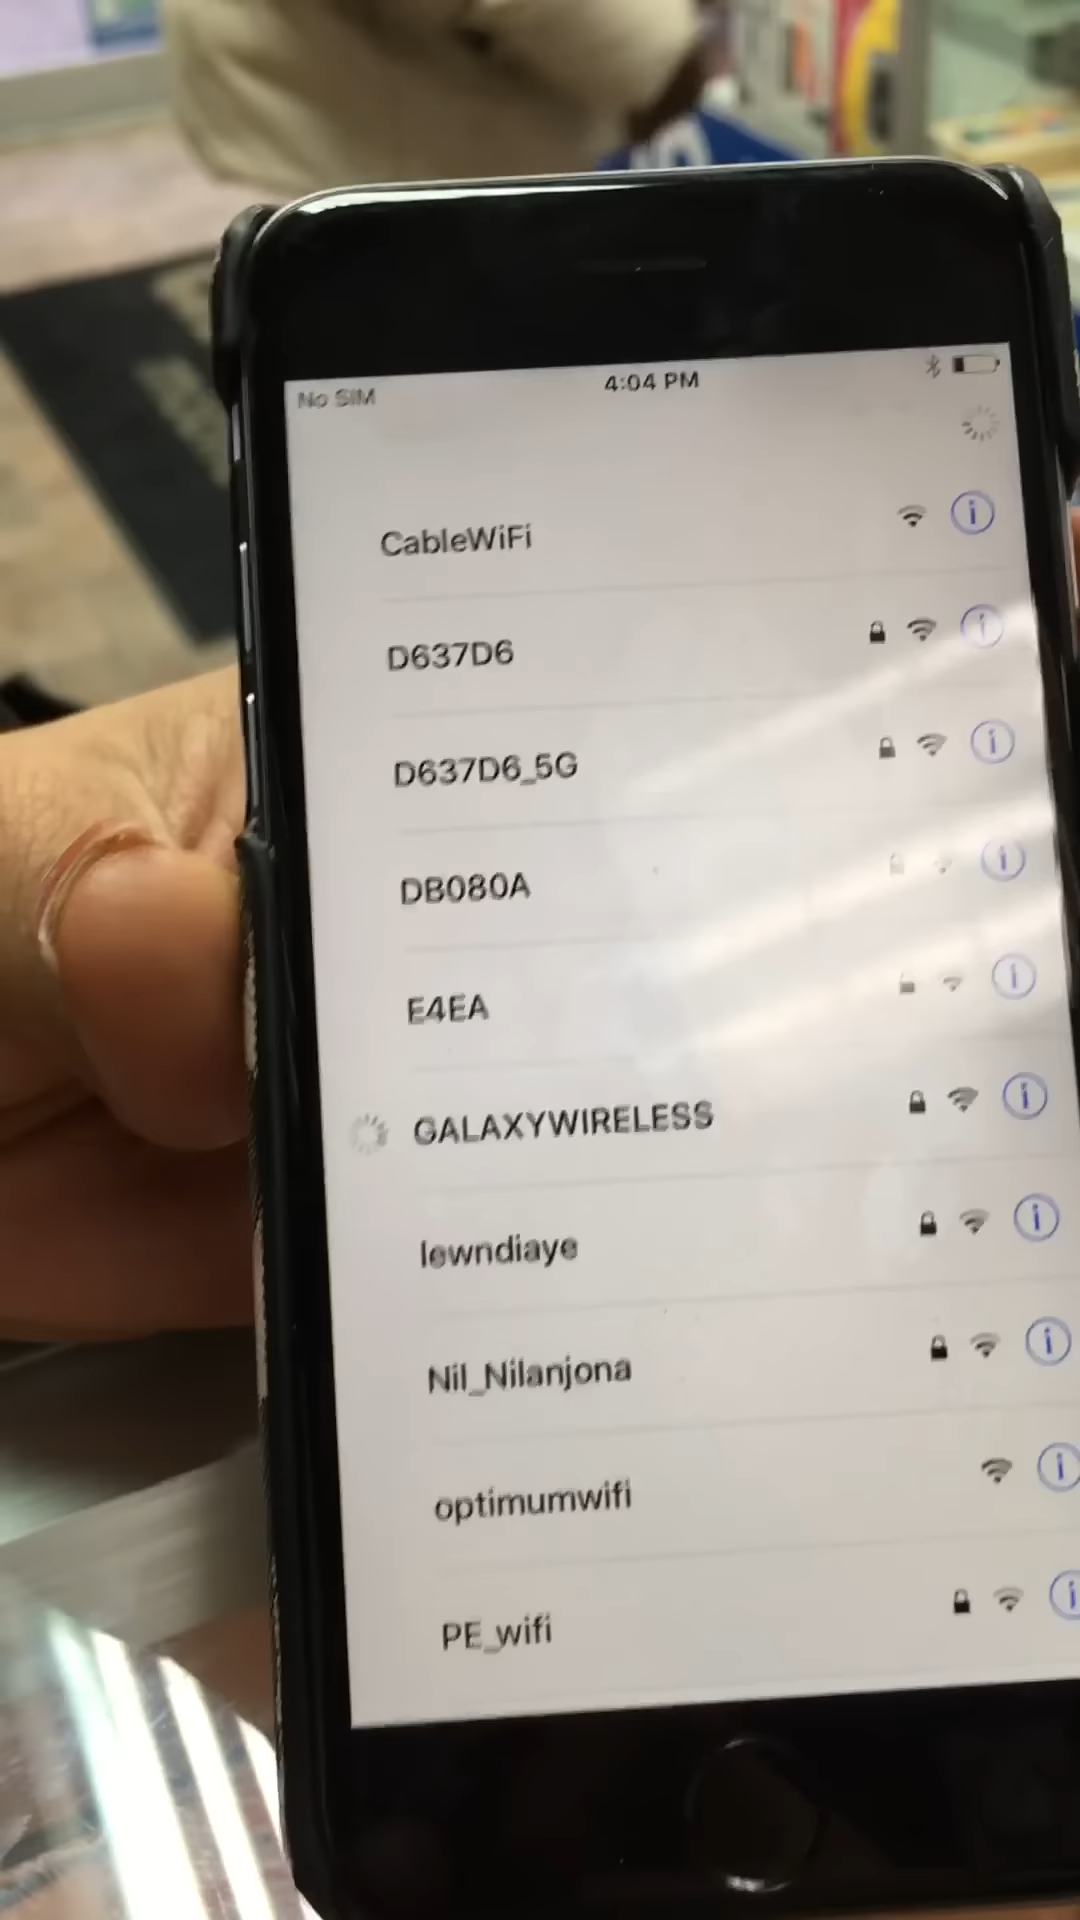 No SIM 4:04 PM
CableWiFi
D637D6
D637D6_5G
DB080A
E4EA
GALAXYWIRELESS
lewndiaye
Nil_Nilanjona
optimumwifi
PE_wifi